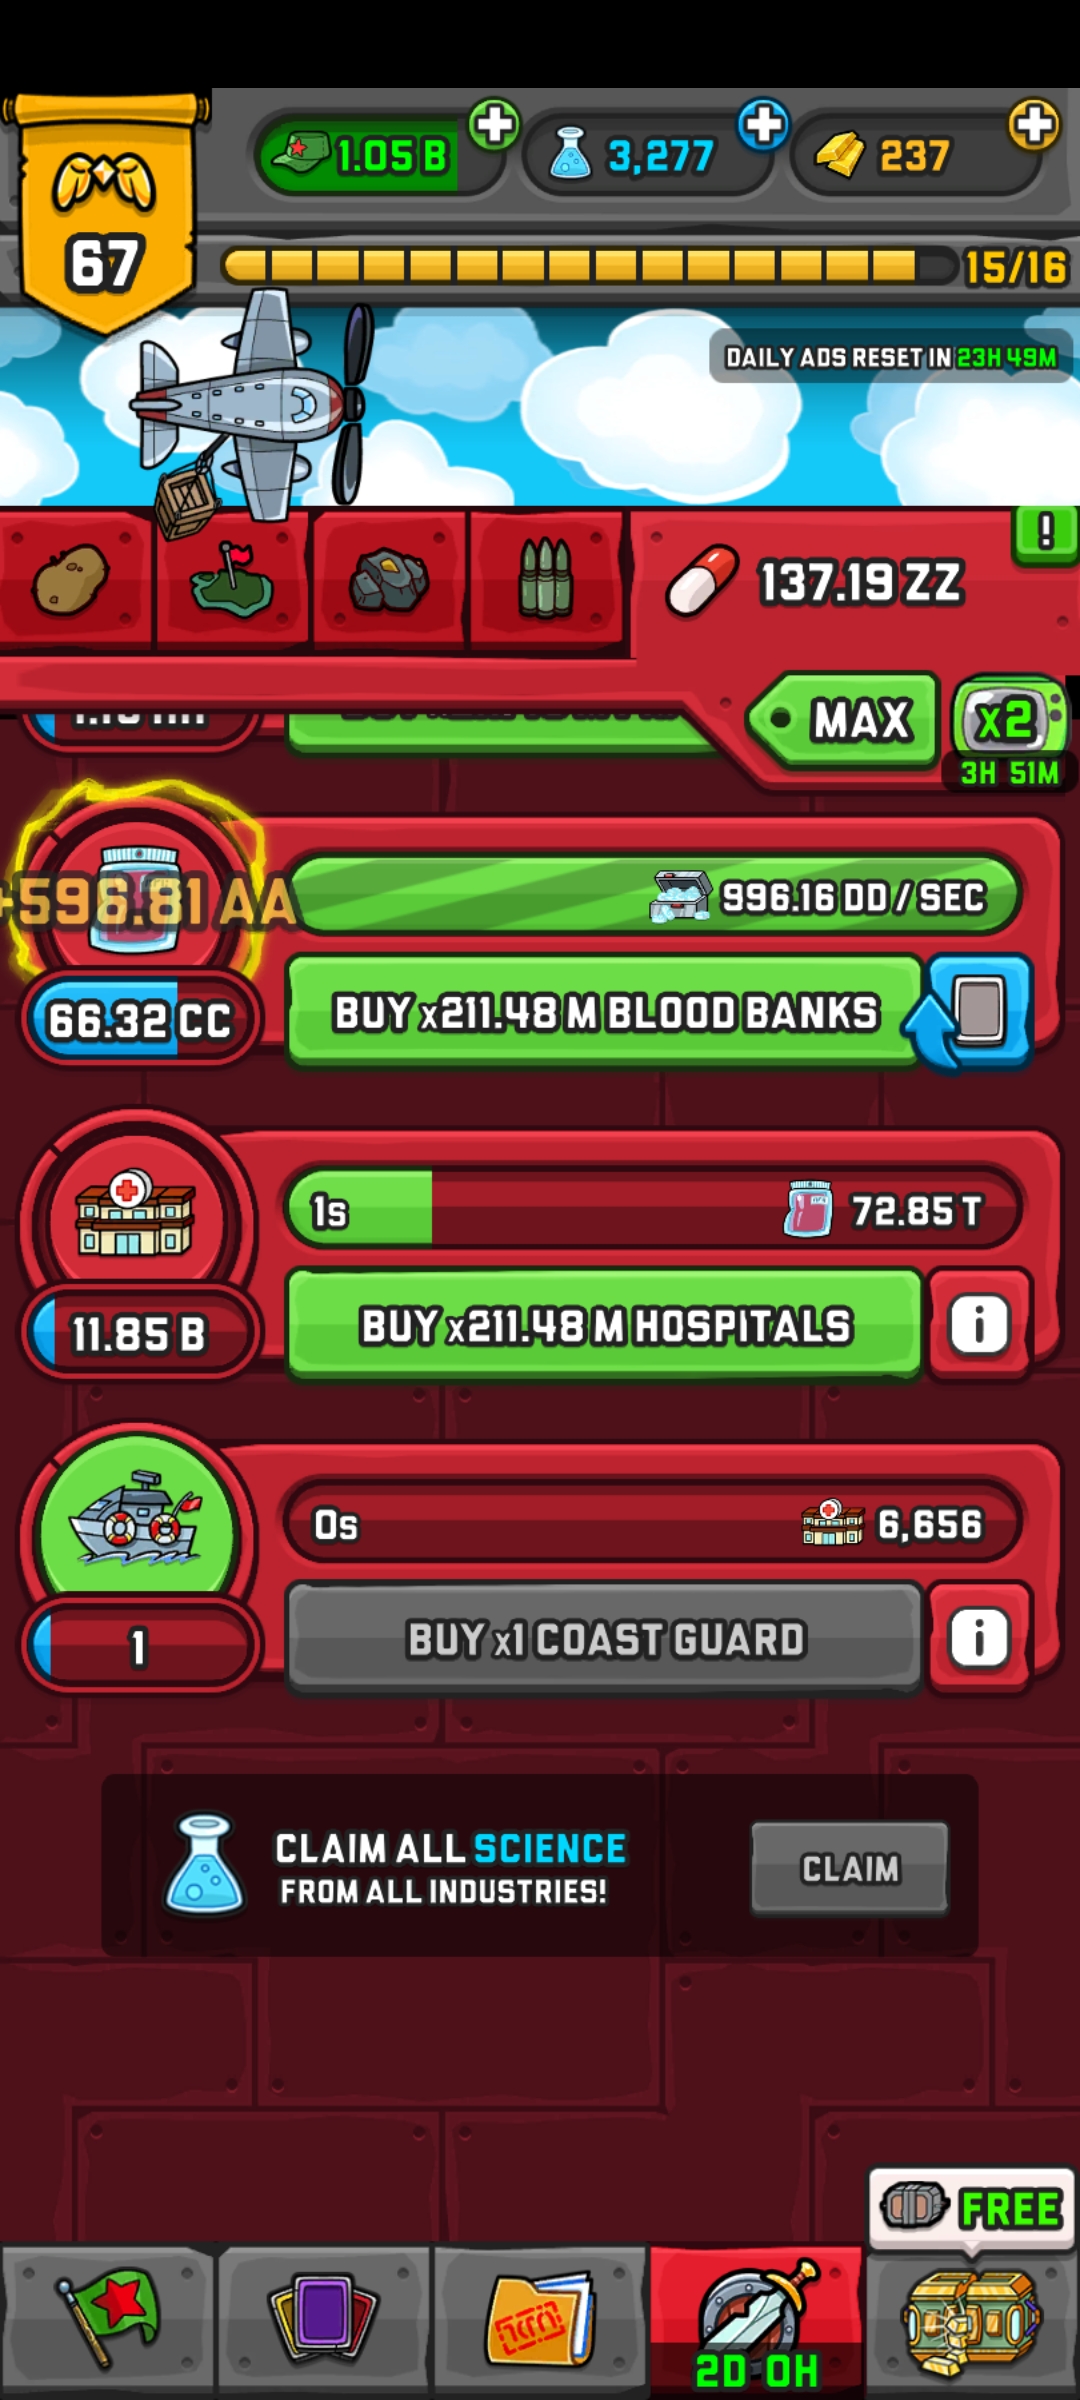 1.05 B
3,277
237
67
15/16
DAILY ADS RESET IN 23H 49M
137.19 ZZ
MAX
x2
3H 51M
+596.81 AA
996.16 DD / SEC
66.32 CC
BUY x211.48 M BLOOD BANKS
1s
72.85 T
11.85 B
BUY x211.48 M HOSPITALS
i
0s
6,656
1
BUY x1 COAST GUARD
i
CLAIM ALL SCIENCE
FROM ALL INDUSTRIES!
CLAIM
FREE
2D 0H